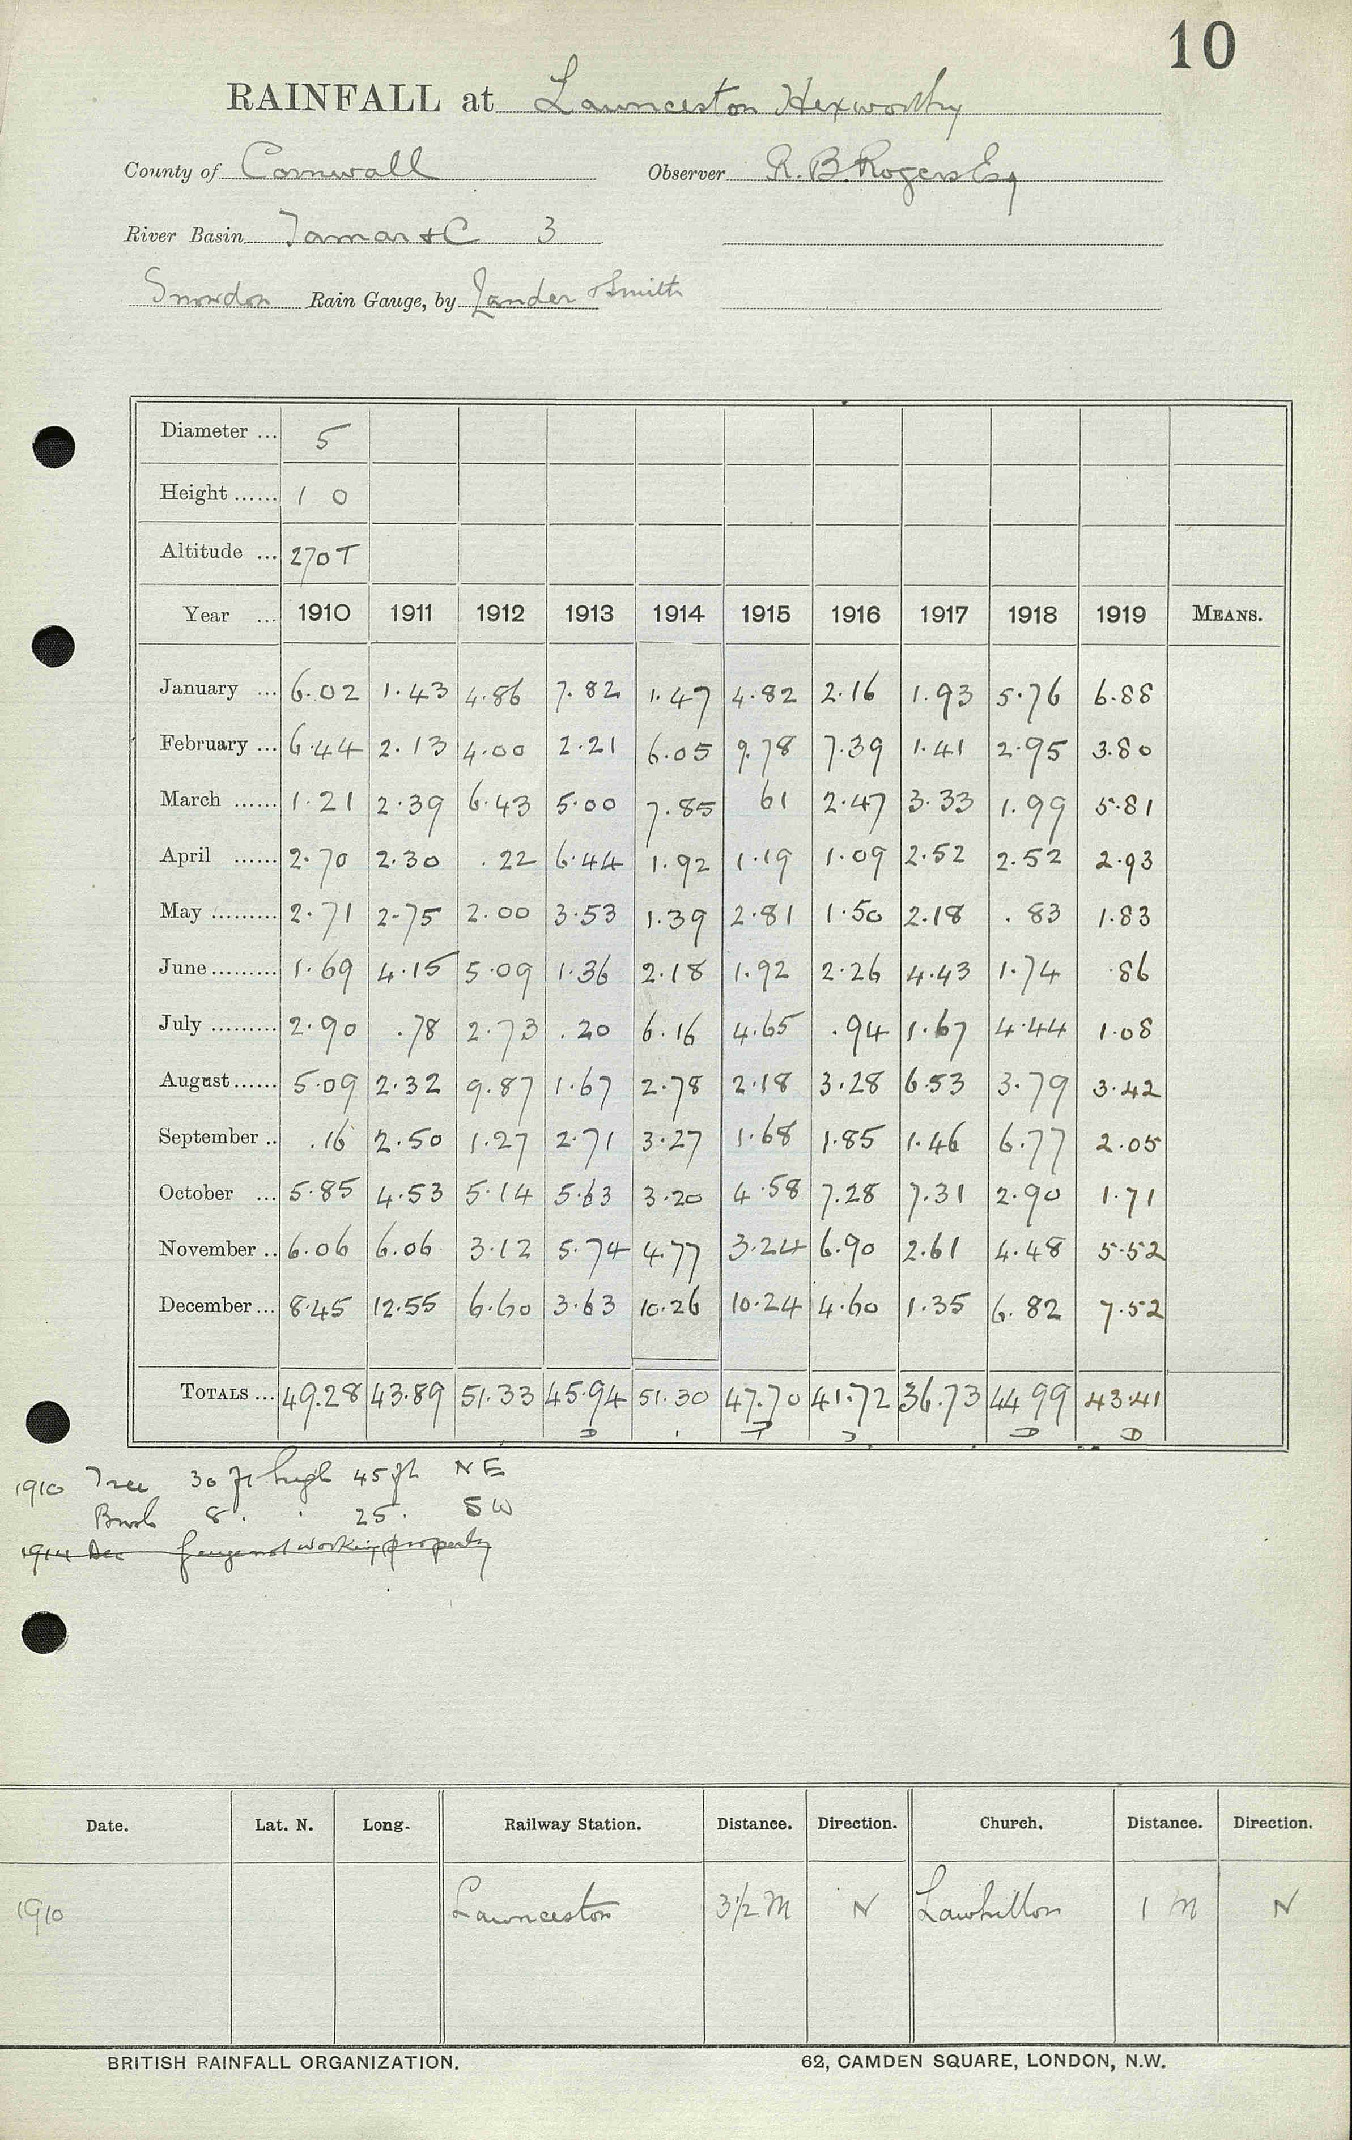 10
RAINFALL at Launceston Hexworthy
County of Cornwall Observer R. B. Rogers Esq
River Basin Tamar &C 3
Snowdon Rain Gauge, by Lander & Smith
Diameter ... 5
Height ...... 1 0
Altitude ... 270 T
Year ... 1910 1911 1912 1913 1914 1915 1916 1917 1918 1919 MEANS.
January ... 6.02 1.43 4.86 7.82 1.47 4.82 2.16 1.93 5.76 6.88
February ... 6.44 2.13 4.00 2.21 6.05 9.78 7.39 1.41 2.95 3.80
March ...... 1.21 2.39 6.43 5.00 7.85 61 2.47 3.33 1.99 5.81
April ...... 2.70 2.30 .22 6.44 1.92 1.19 1.09 2.52 2.52 2.93
May ......... 2.71 2.75 2.00 3.53 1.39 2.81 1.50 2.18 .83 1.83
June ......... 1.69 4.15 5.09 1.36 2.18 1.92 2.26 4.43 1.74 .86
July ......... 2.90 .78 2.73 .20 6.16 4.65 .94 1.67 4.44 1.08
August ...... 5.09 2.32 9.87 1.67 2.78 2.18 3.28 6.53 3.79 3.42
September .. .16 2.50 1.27 2.71 3.27 1.68 1.85 1.46 6.77 2.05
October ... 5.85 4.53 5.14 5.63 3.20 4.58 7.28 7.31 2.90 1.71
November .. 6.06 6.06 3.12 5.74 4.77 3.24 6.90 2.61 4.48 5.52
December ... 8.45 12.55 6.60 3.63 10.26 10.24 4.60 1.35 6.82 7.52
TOTALS ... 49.28 43.89 51.33 45.94 51.30 47.70 41.72 36.73 44.99 43.41
1910 Tree 30 ft high 45 ft NE
8 " " 25 " SW
1914 Dec Gauge not working properly
Date. Lat. N. Long. Railway Station. Distance. Direction. Church. Distance. Direction.
1910 Launceston 3½ M N Lawhitton 1 M N
BRITISH RAINFALL ORGANIZATION. 62, CAMDEN SQUARE, LONDON, N.W.